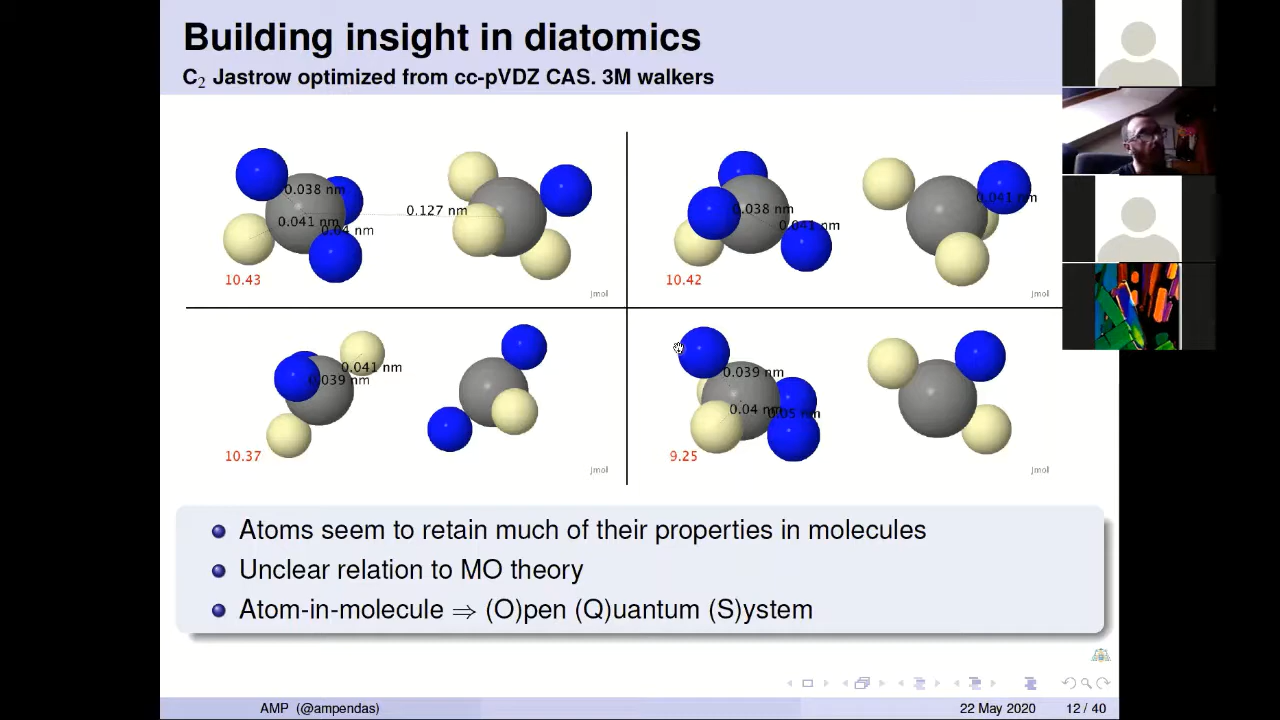 Building insight in diatomics
C2 Jastrow optimized from cc-pVDZ CAS. 3M walkers
0.038 nm
0.041 nm
0.04 nm
0.127 nm
10.43
jmol
0.038 nm
0.041 nm
0.041 nm
10.42
jmol
0.041 nm
0.039 nm
10.37
jmol
0.039 nm
0.04 nm
0.05 nm
9.25
jmol
Atoms seem to retain much of their properties in molecules
Unclear relation to MO theory
Atom-in-molecule ⇒ (O)pen (Q)uantum (S)ystem
AMP (@ampendas)
22 May 2020
12 / 40